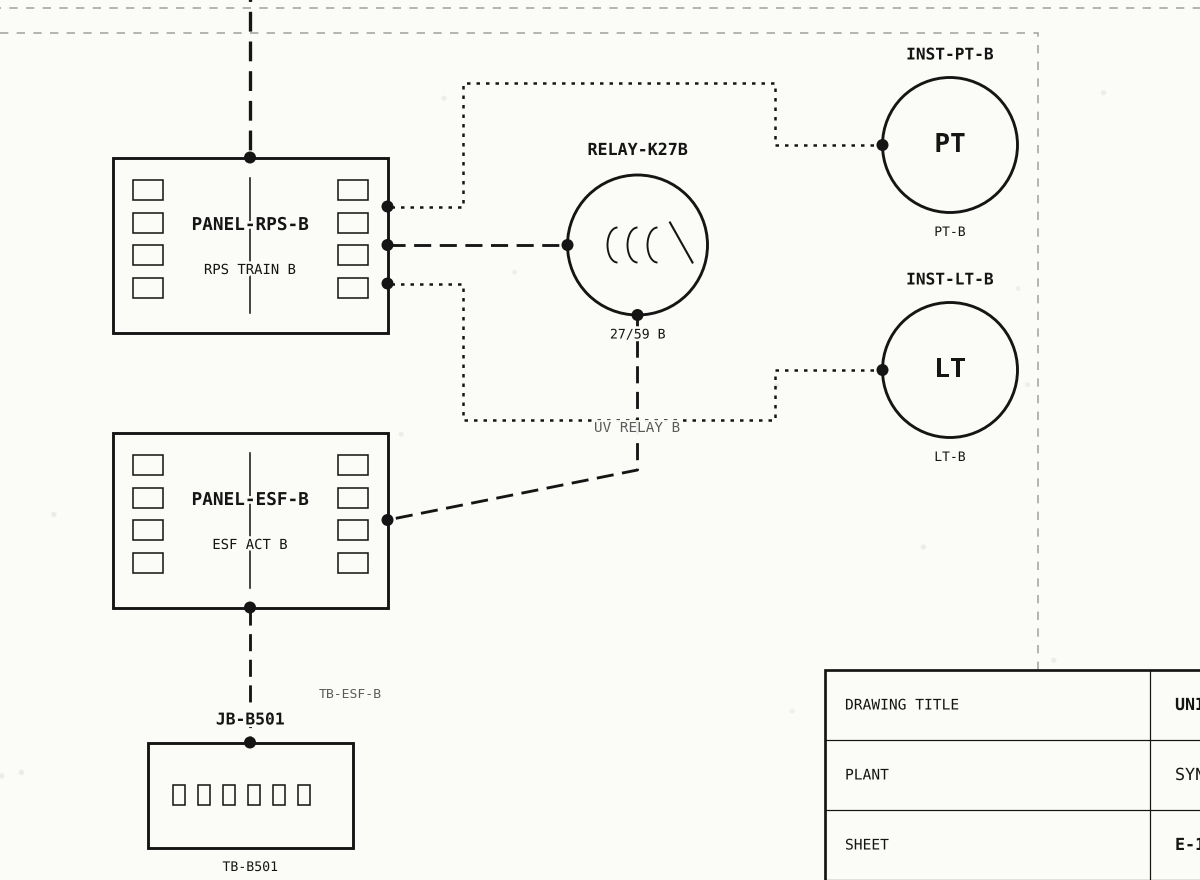 INST-PT-B
PT
PT-B
RELAY-K27B
27/59 B
PANEL-RPS-B
RPS TRAIN B
INST-LT-B
LT
LT-B
UV RELAY B
PANEL-ESF-B
ESF ACT B
TB-ESF-B
JB-B501
TB-B501
DRAWING TITLE
PLANT
SHEET